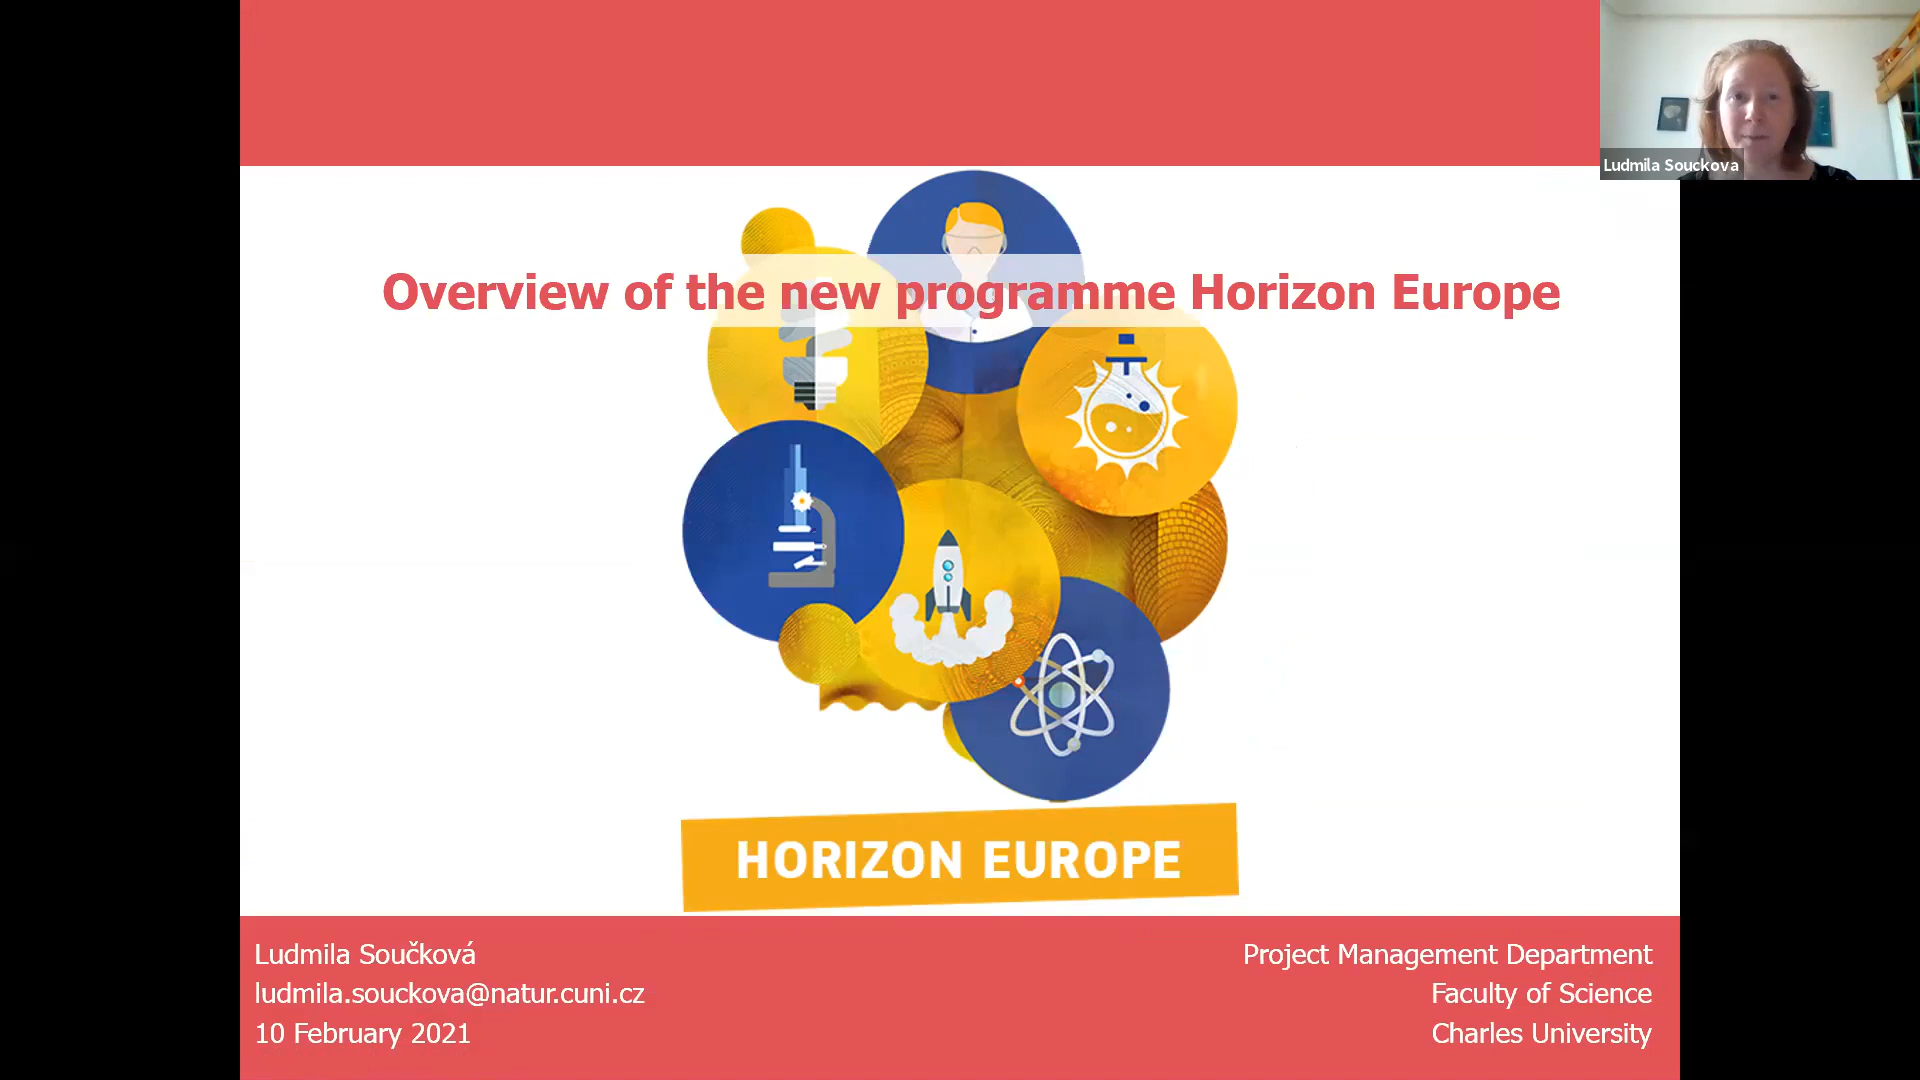 Ludmila Souckova
Overview of the new programme Horizon Europe
HORIZON EUROPE
Ludmila Součková
ludmila.souckova@natur.cuni.cz
10 February 2021
Project Management Department
Faculty of Science
Charles University